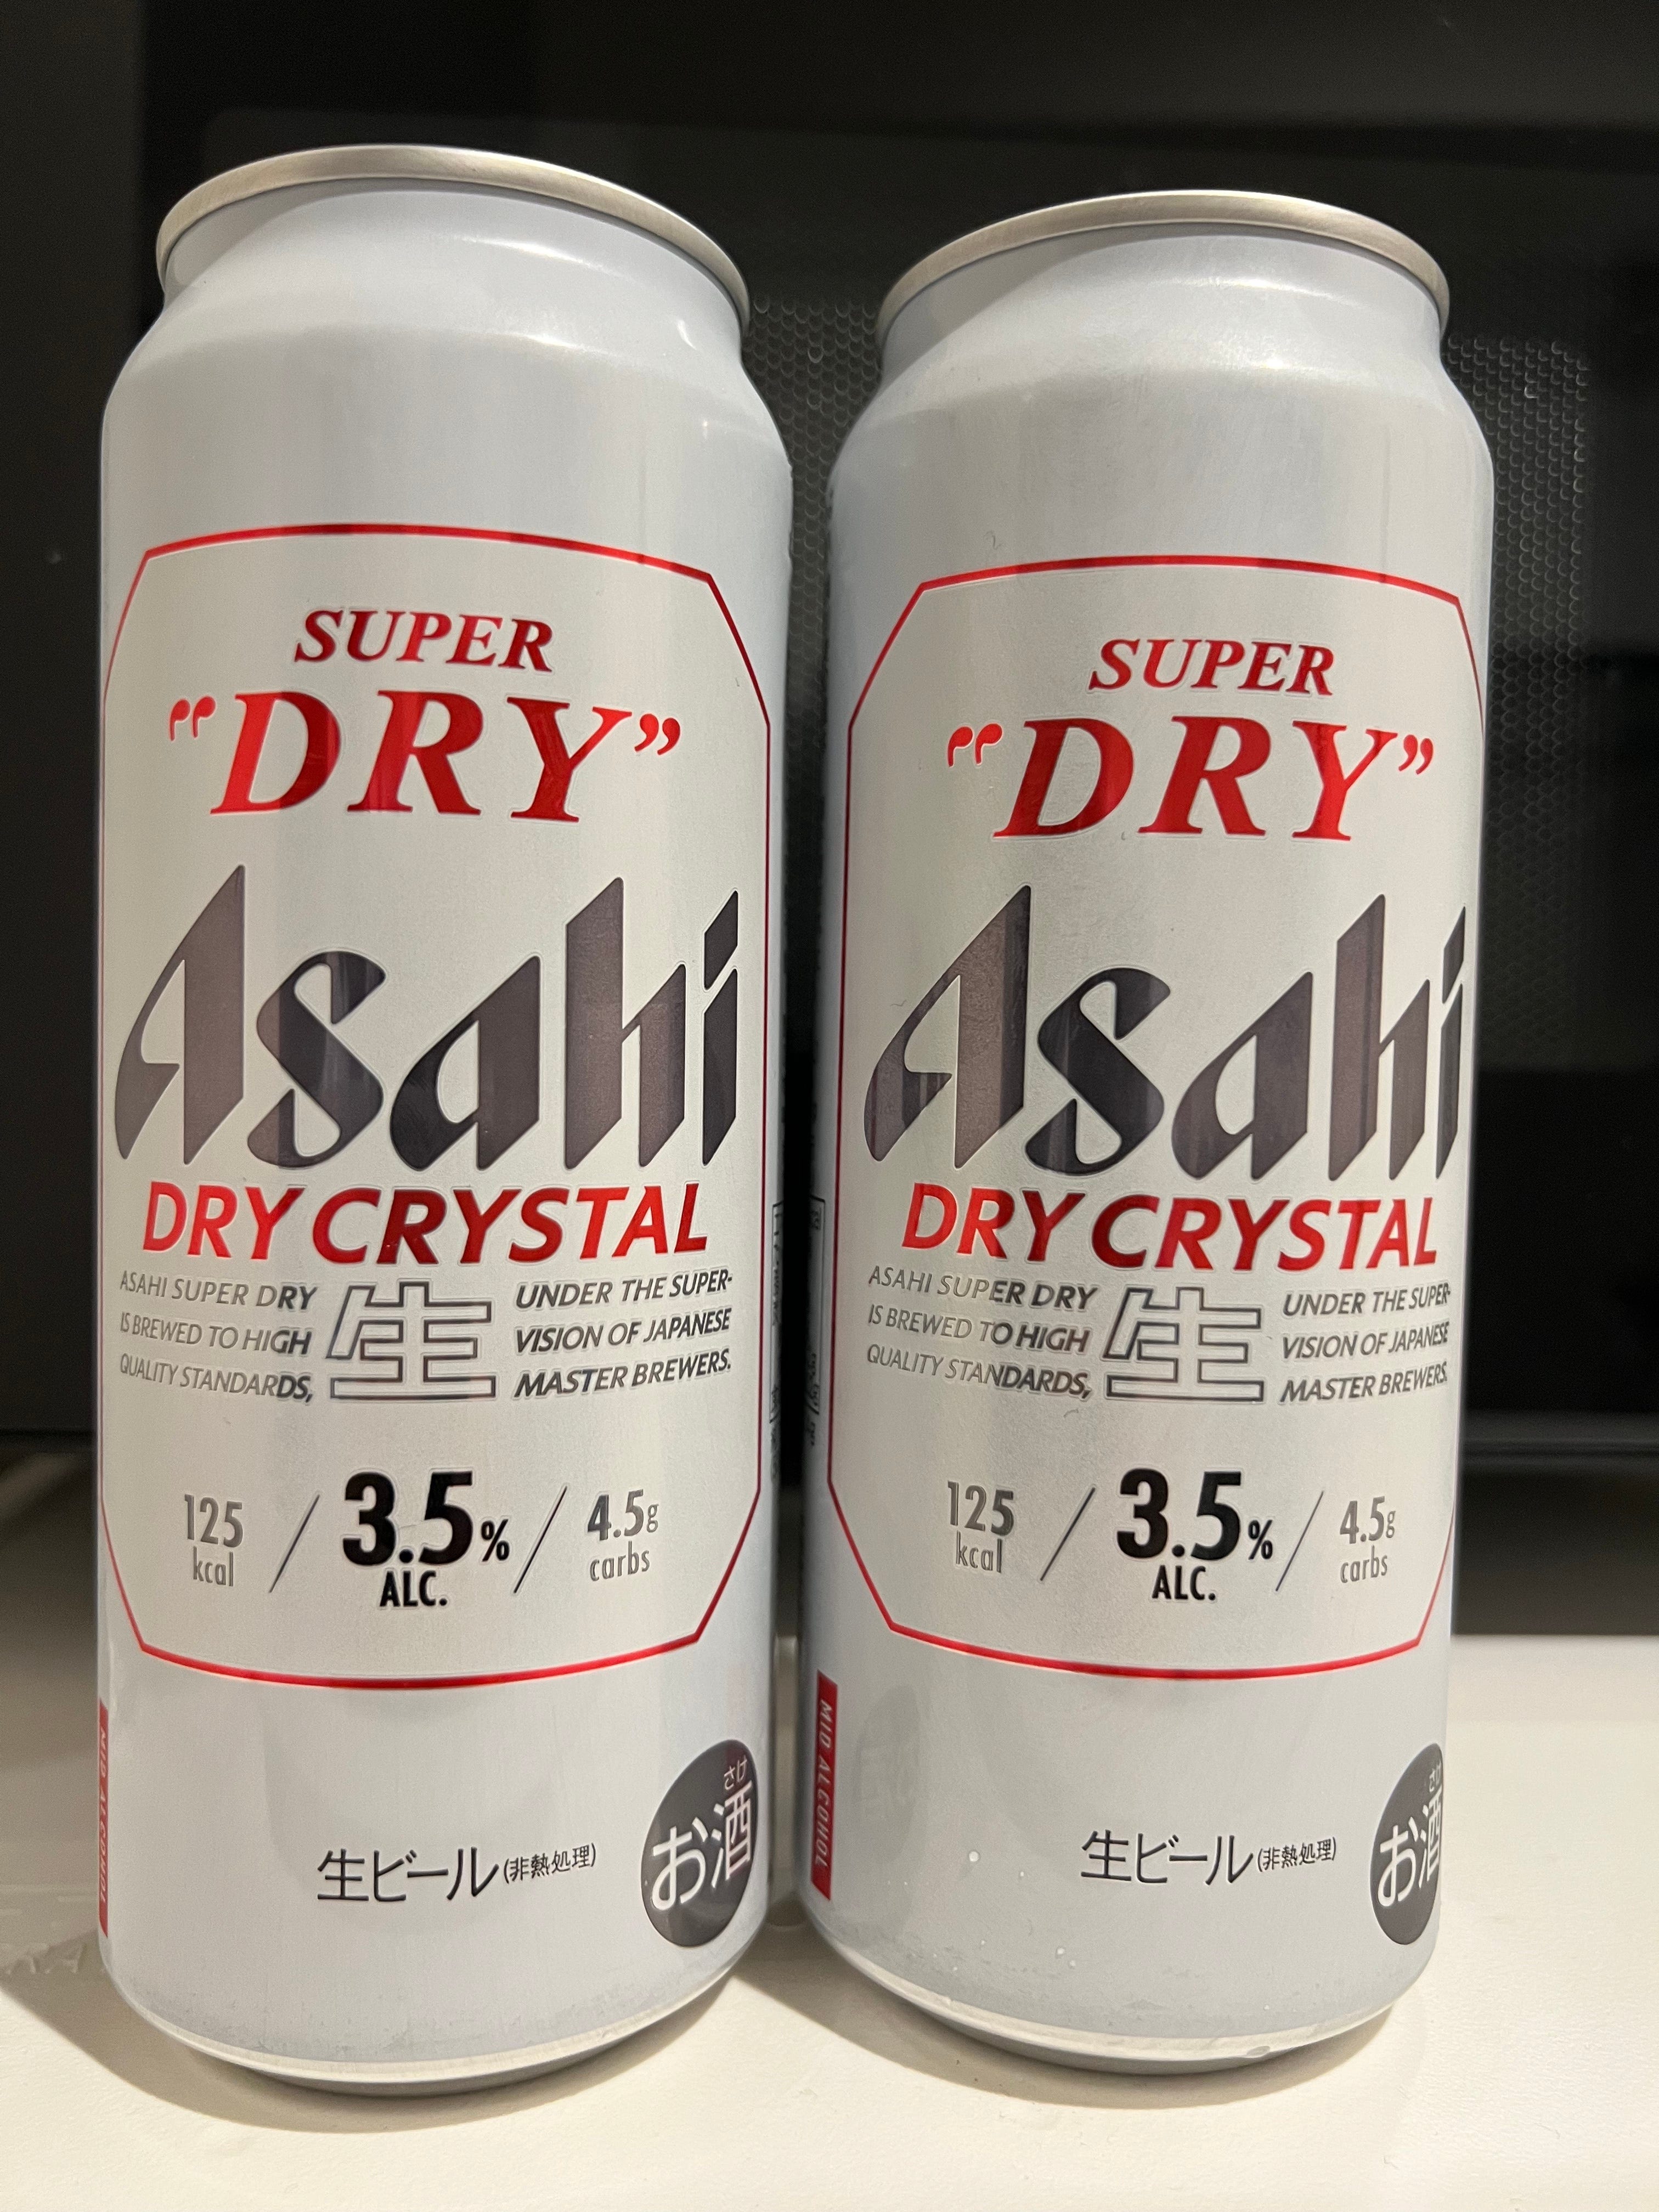 SUPER
"DRY"
Asahi
DRY CRYSTAL
ASAHI SUPER DRY
IS BREWED TO HIGH
QUALITY STANDARDS,
生
UNDER THE SUPER-
VISION OF JAPANESE
MASTER BREWERS.
125
kcal
3.5%
ALC.
4.5g
carbs
MID ALCOHOL
生ビール(非熱処理)
さけ
お酒
SUPER
"DRY"
Asahi
DRY CRYSTAL
ASAHI SUPER DRY
IS BREWED TO HIGH
QUALITY STANDARDS,
生
UNDER THE SUPER-
VISION OF JAPANESE
MASTER BREWERS.
125
kcal
3.5%
ALC.
4.5g
carbs
MID ALCOHOL
生ビール(非熱処理)
さけ
お酒